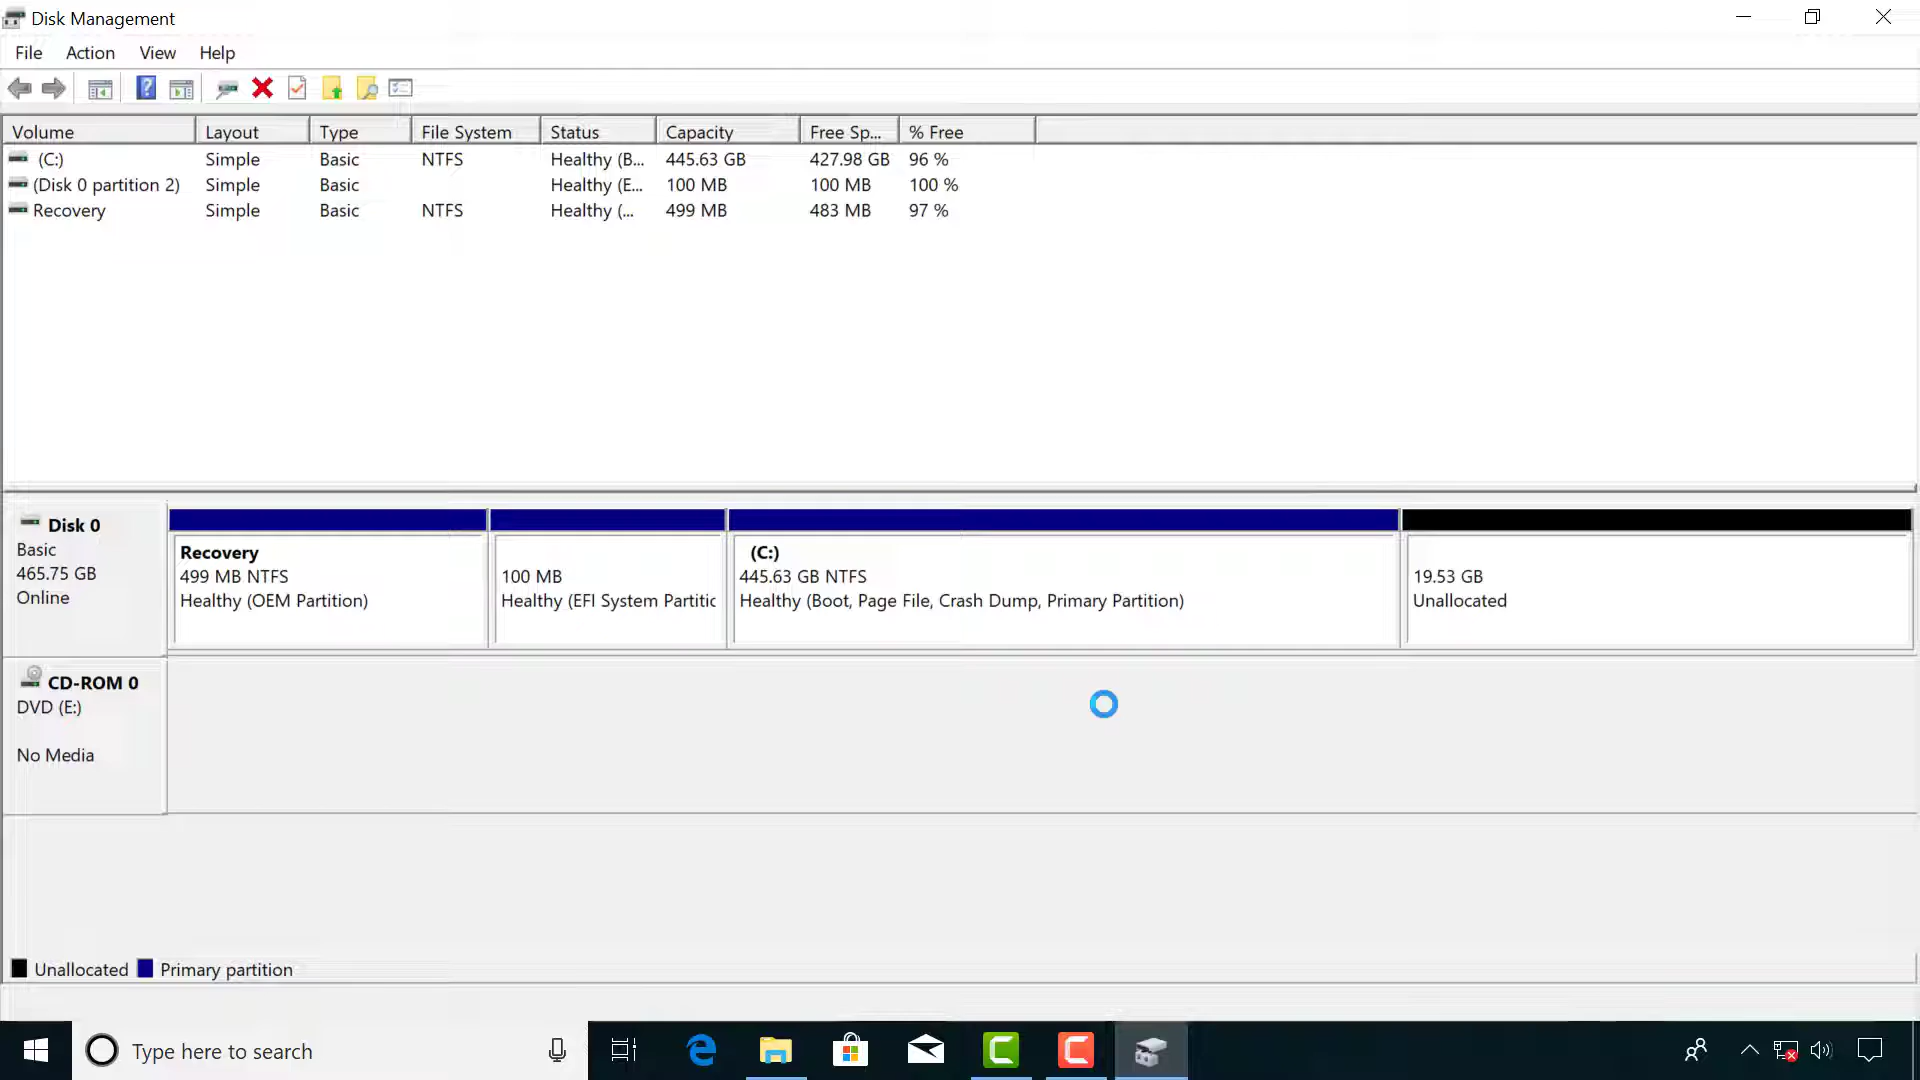 Disk Management
File Action View Help
Volume Layout Type File System Status Capacity Free Sp... % Free
(C:) Simple Basic NTFS Healthy (B... 445.63 GB 427.98 GB 96 %
(Disk 0 partition 2) Simple Basic Healthy (E... 100 MB 100 MB 100 %
Recovery Simple Basic NTFS Healthy (... 499 MB 483 MB 97 %
Disk 0
Basic
465.75 GB
Online
Recovery
499 MB NTFS
Healthy (OEM Partition)
100 MB
Healthy (EFI System Partitic
(C:)
445.63 GB NTFS
Healthy (Boot, Page File, Crash Dump, Primary Partition)
19.53 GB
Unallocated
CD-ROM 0
DVD (E:)
No Media
Unallocated Primary partition
Type here to search